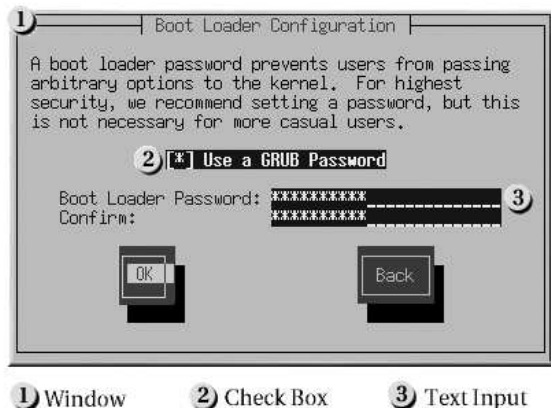 1) Boot Loader Configuration
A boot loader password prevents users from passing
arbitrary options to the kernel. For highest
security, we recommend setting a password, but this
is not necessary for more casual users.
2) [*] Use a GRUB Password
Boot Loader Password: ********** 3)
Confirm: **********
OK Back
1) Window 2) Check Box 3) Text Input